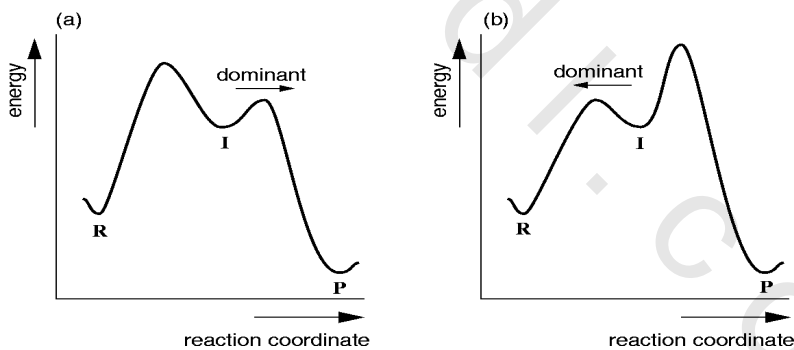 (a)
energy
dominant
I
R
P
reaction coordinate
(b)
energy
dominant
I
R
P
reaction coordinate